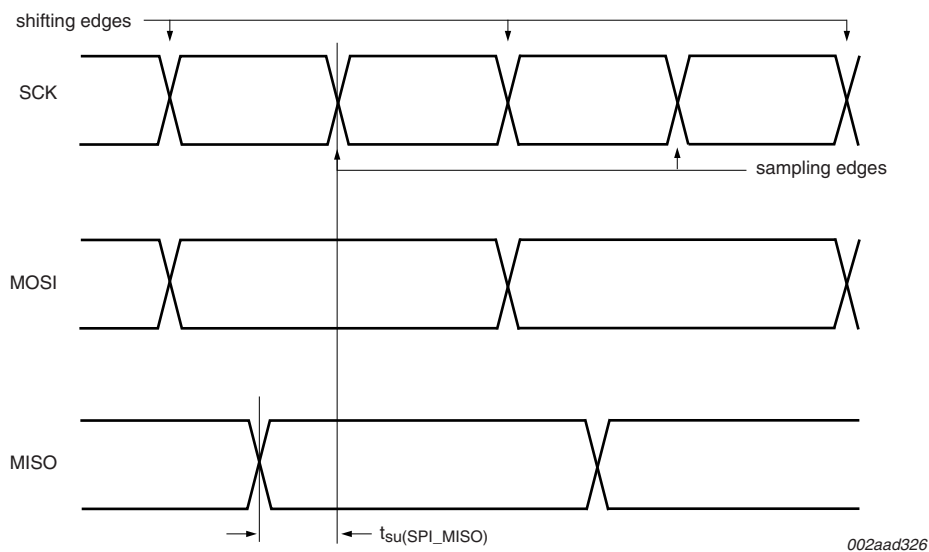 shifting edges
SCK
sampling edges
MOSI
MISO
tsu(SPI_MISO)
002aad326